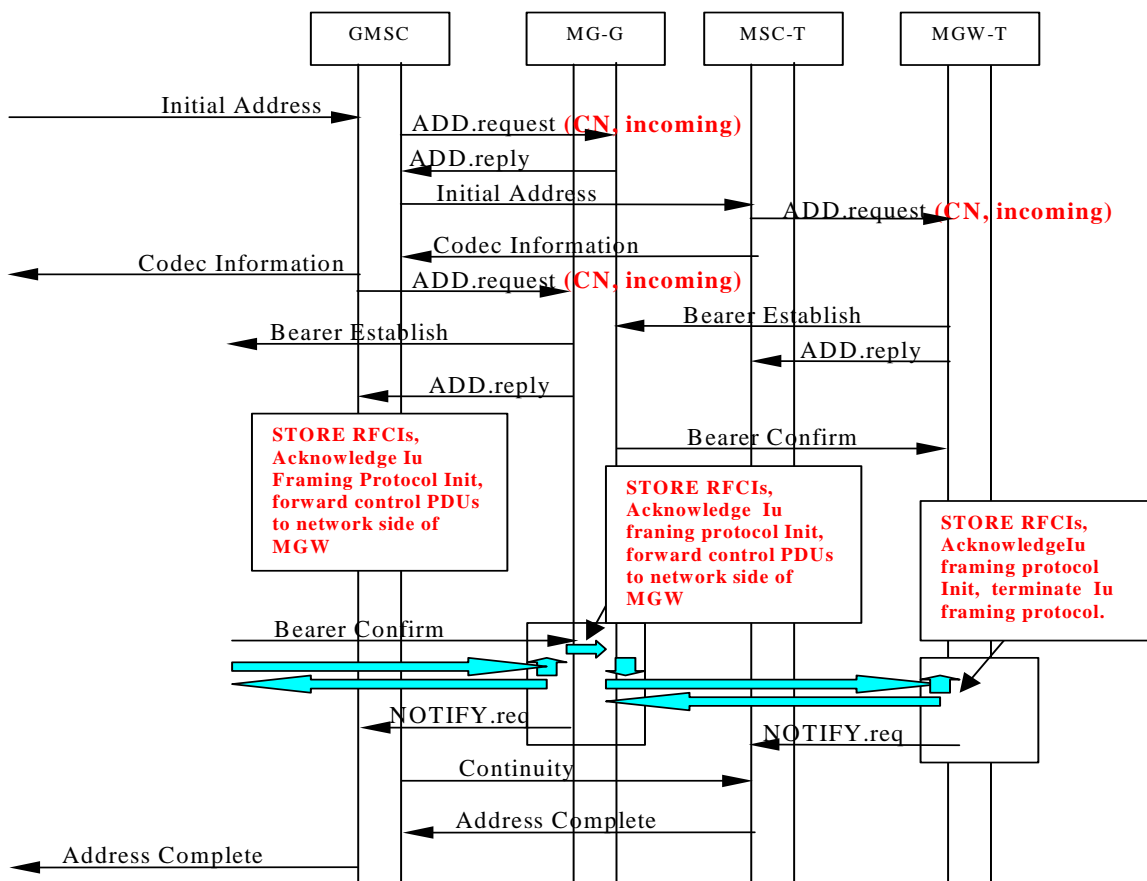 GMSC
MG-G
MSC-T
MGW-T
Initial Address
ADD.request (CN, incoming)
ADD.reply
Initial Address
ADD.request (CN, incoming)
Codec Information
Codec Information
ADD.request (CN, incoming)
Bearer Establish
Bearer Establish
ADD.reply
ADD.reply
STORE RFCIs,
Acknowledge Iu
Framing Protocol Init,
forward control PDUs
to network side of
MGW
Bearer Confirm
STORE RFCIs,
Acknowledge Iu
franing protocol Init,
forward control PDUs
to network side of
MGW
STORE RFCIs,
AcknowledgeIu
framing protocol
Init, terminate Iu
framing protocol.
Bearer Confirm
NOTIFY.req
NOTIFY.req
Continuity
Address Complete
Address Complete